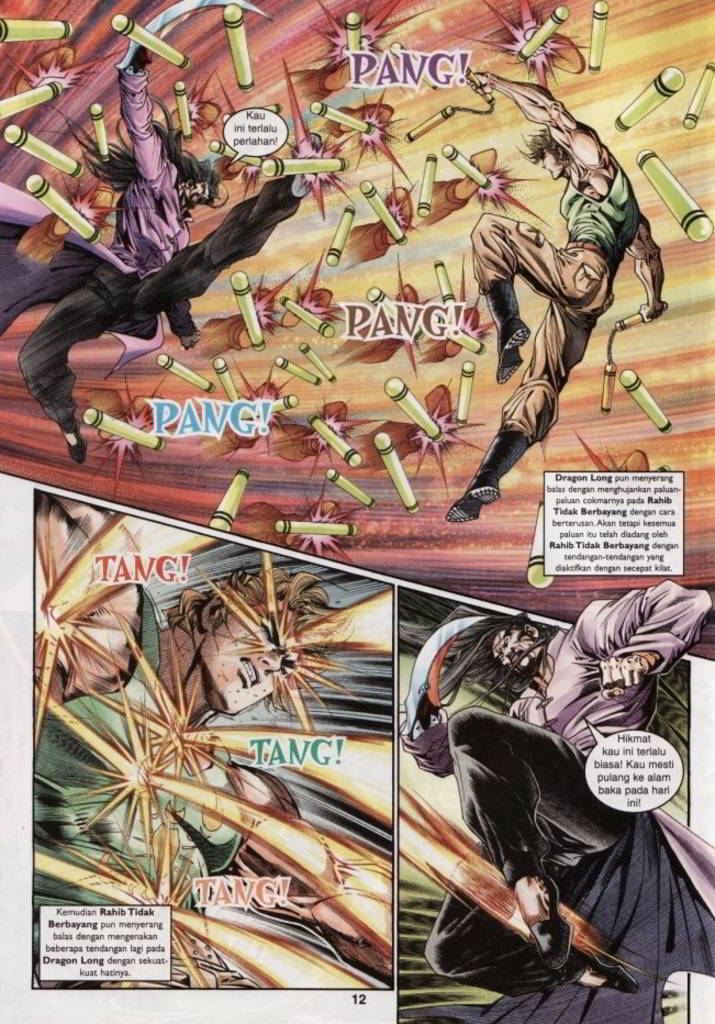 PANG!
Kau
ini terlalu
perlahan!
PANG!
PANG!
Dragon Long pun menyerang
balas dengan menghujankan paluan-
paluan cokmarnya pada Rahib
Tidak Berbayang dengan cara
berterusan. Akan tetapi kesemua
paluan itu telah diadang oleh
Rahib Tidak Berbayang dengan
tendangan-tendangan yang
diaktifkan dengan secepat kilat.
TANG!
TANG!
TANG!
Kemudian Rahib Tidak
Berbayang pun menyerang
balas dengan mengenakan
beberapa tendangan lagi pada
Dragon Long dengan sekuat-
kuat hatinya.
Hikmat
kau ini terlalu
biasa! Kau mesti
pulang ke alam
baka pada hari
ini!
12